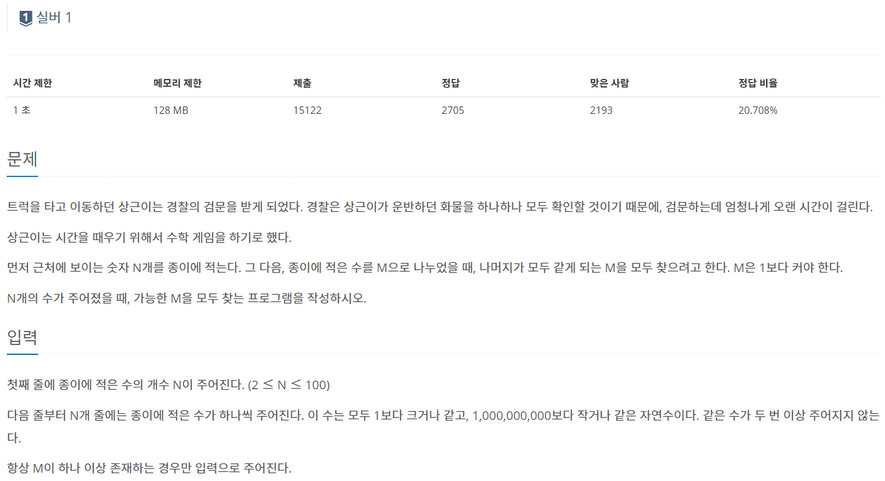 1 실버 1
시간 제한 메모리 제한 제출 정답 맞은 사람 정답 비율
1 초 128 MB 15122 2705 2193 20.708%
문제
트럭을 타고 이동하던 상근이는 경찰의 검문을 받게 되었다. 경찰은 상근이가 운반하던 화물을 하나하나 모두 확인할 것이기 때문에, 검문하는데 엄청나게 오랜 시간이 걸린다.
상근이는 시간을 때우기 위해서 수학 게임을 하기로 했다.
먼저 근처에 보이는 숫자 N개를 종이에 적는다. 그 다음, 종이에 적은 수를 M으로 나누었을 때, 나머지가 모두 같게 되는 M을 모두 찾으려고 한다. M은 1보다 커야 한다.
N개의 수가 주어졌을 때, 가능한 M을 모두 찾는 프로그램을 작성하시오.
입력
첫째 줄에 종이에 적은 수의 개수 N이 주어진다. (2 ≤ N ≤ 100)
다음 줄부터 N개 줄에는 종이에 적은 수가 하나씩 주어진다. 이 수는 모두 1보다 크거나 같고, 1,000,000,000보다 작거나 같은 자연수이다. 같은 수가 두 번 이상 주어지지 않는
다.
항상 M이 하나 이상 존재하는 경우만 입력으로 주어진다.